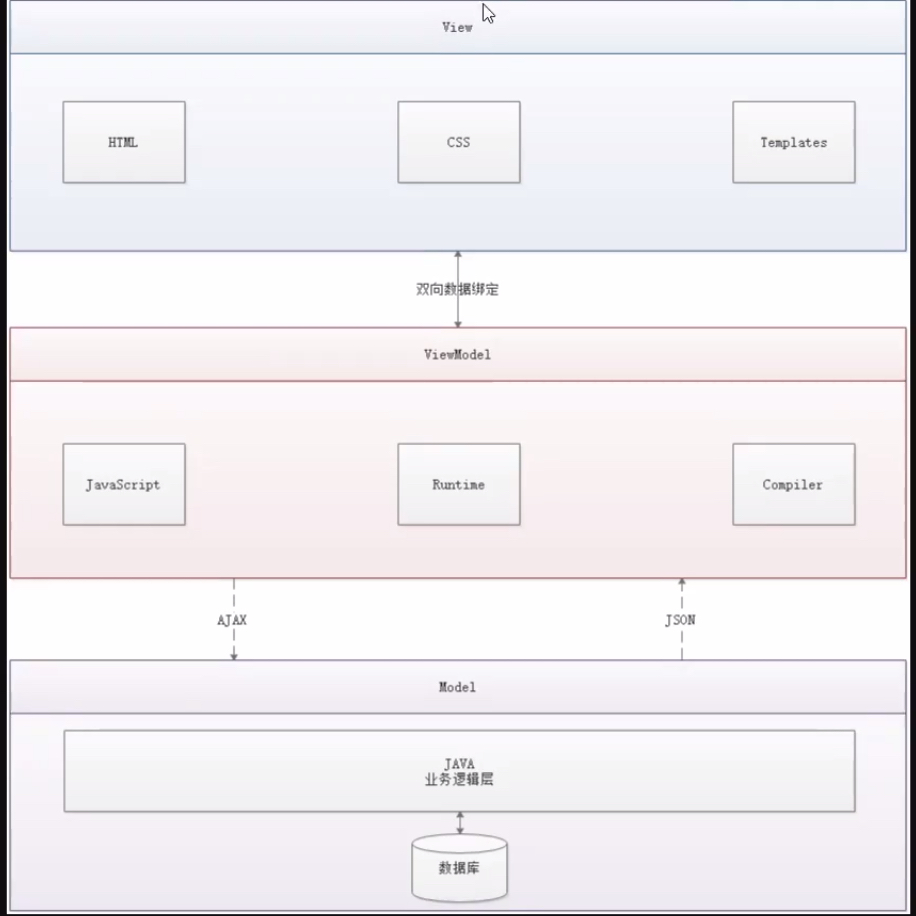 View
HTML
CSS
Templates
双向数据绑定
ViewModel
JavaScript
Runtime
Compiler
AJAX
JSON
Model
JAVA
业务逻辑层
数据库